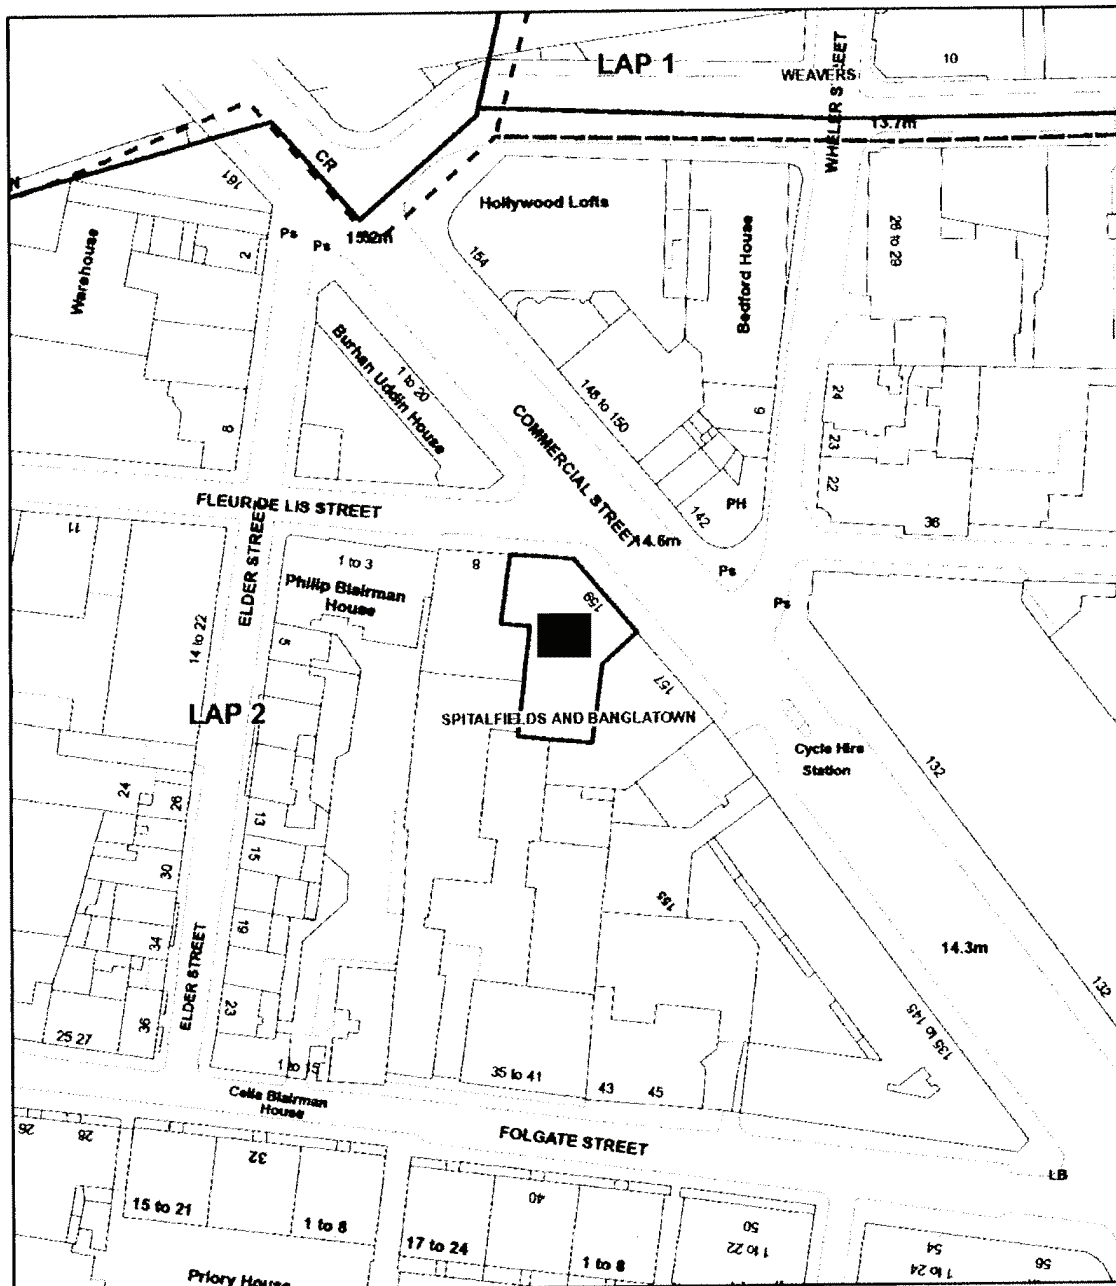 LAP 1
WEAVERS
10
WHELER STREET
13.7m
CR
161
Hollywood Lofts
Ps
Ps
2
154
Warehouse
Bedford House
26 to 29
Burhan Uddin House
1 to 20
148 to 150
COMMERCIAL STREET
9
24
23
22
8
PH
142
36
FLEUR DE LIS STREET
11
ELDER STREET
14.6m
1 to 3
8
Philip Blairman
House
Ps
Ps
159
5
14 to 22
157
LAP 2
SPITALFIELDS AND BANGLATOWN
Cycle Hire
Station
132
24
26
13
15
30
155
19
34
14.3m
132
ELDER STREET
23
36
25 27
135 to 145
35 to 41
43
45
Celia Blairman
House
FOLGATE STREET
LB
26
28
32
40
15 to 21
1 to 8
17 to 24
1 to 8
50
1 to 22
54
1 to 24
56
Priory House